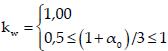 k_w = { 1,00
0,5 ≤ (1 + α_0)/3 ≤ 1